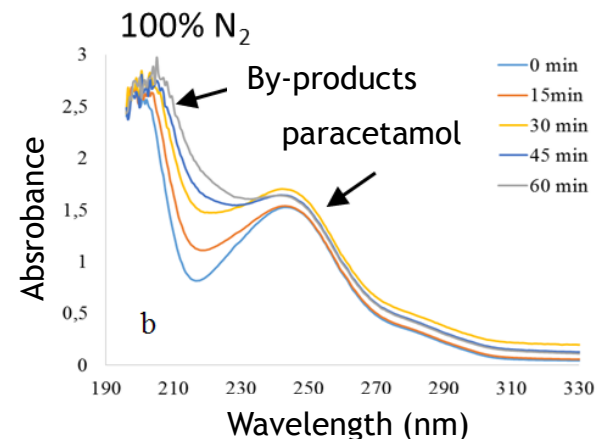 100% N2
By-products
paracetamol
0 min
15min
30 min
45 min
60 min
Absrobance
3
2,5
2
1,5
1
0,5
0
b
190 210 230 250 270 290 310 330
Wavelength (nm)